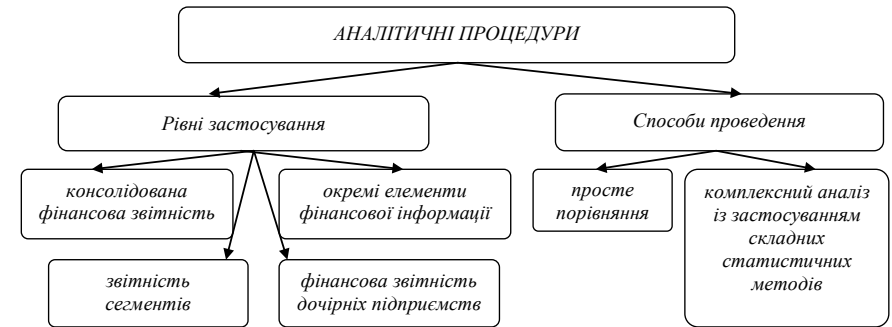 АНАЛІТИЧНІ ПРОЦЕДУРИ
Рівні застосування
Способи проведення
консолідована
фінансова звітність
окремі елементи
фінансової інформації
просте
порівняння
комплексний аналіз
із застосуванням
складних
статистичних
методів
звітність
сегментів
фінансова звітність
дочірніх підприємств